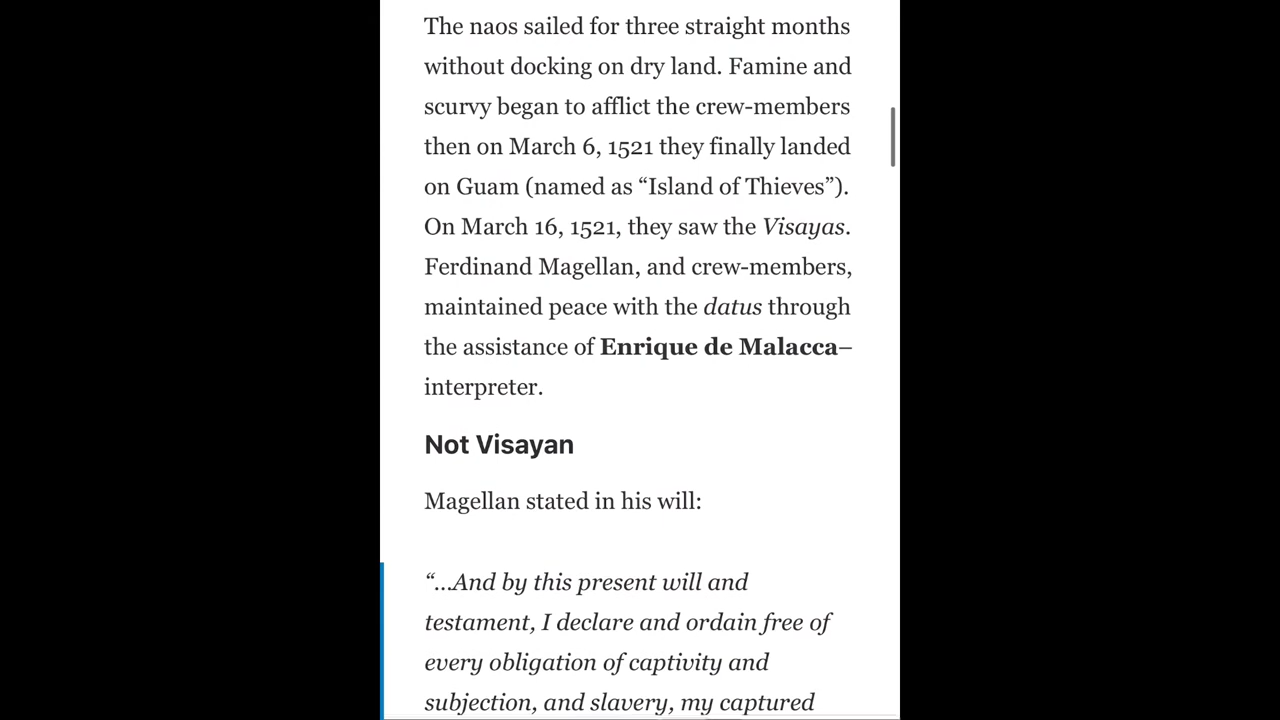 The naos sailed for three straight months
without docking on dry land. Famine and
scurvy began to afflict the crew-members
then on March 6, 1521 they finally landed
on Guam (named as “Island of Thieves”).
On March 16, 1521, they saw the Visayas.
Ferdinand Magellan, and crew-members,
maintained peace with the datus through
the assistance of Enrique de Malacca–
interpreter.
Not Visayan
Magellan stated in his will:
“…And by this present will and
testament, I declare and ordain free of
every obligation of captivity and
subjection, and slavery, my captured